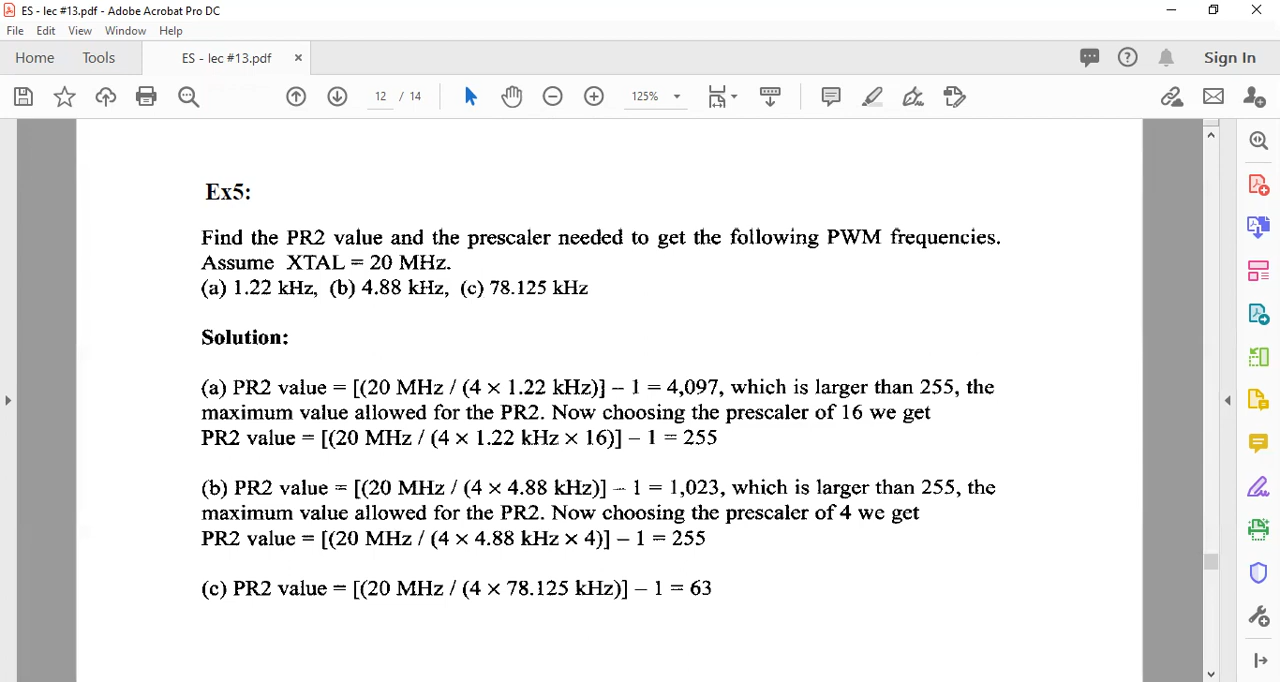 ES - lec #13.pdf - Adobe Acrobat Pro DC
File Edit View Window Help
Home Tools ES - lec #13.pdf × Sign In
12 / 14 125%
Ex5:
Find the PR2 value and the prescaler needed to get the following PWM frequencies.
Assume XTAL = 20 MHz.
(a) 1.22 kHz, (b) 4.88 kHz, (c) 78.125 kHz
Solution:
(a) PR2 value = [(20 MHz / (4 × 1.22 kHz)] – 1 = 4,097, which is larger than 255, the
maximum value allowed for the PR2. Now choosing the prescaler of 16 we get
PR2 value = [(20 MHz / (4 × 1.22 kHz × 16)] – 1 = 255
(b) PR2 value = [(20 MHz / (4 × 4.88 kHz)] – 1 = 1,023, which is larger than 255, the
maximum value allowed for the PR2. Now choosing the prescaler of 4 we get
PR2 value = [(20 MHz / (4 × 4.88 kHz × 4)] – 1 = 255
(c) PR2 value = [(20 MHz / (4 × 78.125 kHz)] – 1 = 63